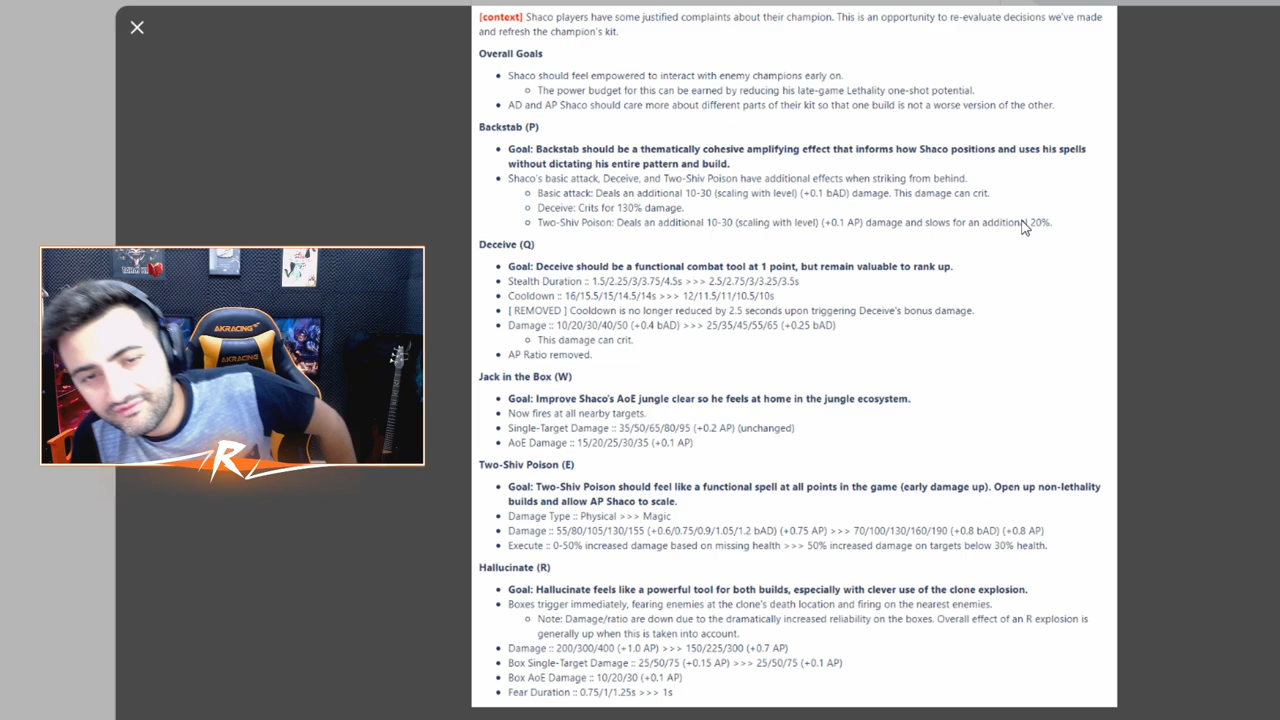 [context] Shaco players have some justified complaints about their champion. This is an opportunity to re-evaluate decisions we've made
and refresh the champion's kit.
Overall Goals
• Shaco should feel empowered to interact with enemy champions early on.
○ The power budget for this can be earned by reducing his late-game Lethality one-shot potential.
• AD and AP Shaco should care more about different parts of their kit so that one build is not a worse version of the other.
Backstab (P)
• Goal: Backstab should be a thematically cohesive amplifying effect that informs how Shaco positions and uses his spells
without dictating his entire pattern and build.
• Shaco's basic attack, Deceive, and Two-Shiv Poison have additional effects when striking from behind.
○ Basic attack: Deals an additional 10-30 (scaling with level) (+0.1 bAD) damage. This damage can crit.
○ Deceive: Crits for 130% damage.
○ Two-Shiv Poison: Deals an additional 10-30 (scaling with level) (+0.1 AP) damage and slows for an additional 20%.
Deceive (Q)
• Goal: Deceive should be a functional combat tool at 1 point, but remain valuable to rank up.
• Stealth Duration :: 1.5/2.25/3/3.75/4.5s >>> 2.5/2.75/3/3.25/3.5s
• Cooldown :: 16/15.5/15/14.5/14s >>> 12/11.5/11/10.5/10s
• [ REMOVED ] Cooldown is no longer reduced by 2.5 seconds upon triggering Deceive's bonus damage.
• Damage :: 10/20/30/40/50 (+0.4 bAD) >>> 25/35/45/55/65 (+0.25 bAD)
○ This damage can crit.
• AP Ratio removed.
Jack in the Box (W)
• Goal: Improve Shaco's AoE jungle clear so he feels at home in the jungle ecosystem.
• Now fires at all nearby targets.
• Single-Target Damage :: 35/50/65/80/95 (+0.2 AP) (unchanged)
• AoE Damage :: 15/20/25/30/35 (+0.1 AP)
Two-Shiv Poison (E)
• Goal: Two-Shiv Poison should feel like a functional spell at all points in the game (early damage up). Open up non-lethality
builds and allow AP Shaco to scale.
• Damage Type :: Physical >>> Magic
• Damage :: 55/80/105/130/155 (+0.6/0.75/0.9/1.05/1.2 bAD) (+0.75 AP) >>> 70/100/130/160/190 (+0.8 bAD) (+0.8 AP)
• Execute :: 0-50% increased damage based on missing health >>> 50% increased damage on targets below 30% health.
Hallucinate (R)
• Goal: Hallucinate feels like a powerful tool for both builds, especially with clever use of the clone explosion.
• Boxes trigger immediately, fearing enemies at the clone's death location and firing on the nearest enemies.
○ Note: Damage/ratio are down due to the dramatically increased reliability on the boxes. Overall effect of an R explosion is
generally up when this is taken into account.
• Damage :: 200/300/400 (+1.0 AP) >>> 150/225/300 (+0.7 AP)
• Box Single-Target Damage :: 25/50/75 (+0.15 AP) >>> 25/50/75 (+0.1 AP)
• Box AoE Damage :: 10/20/30 (+0.1 AP)
• Fear Duration :: 0.75/1/1.25s >>> 1s
AKRACING
AKRACING
R